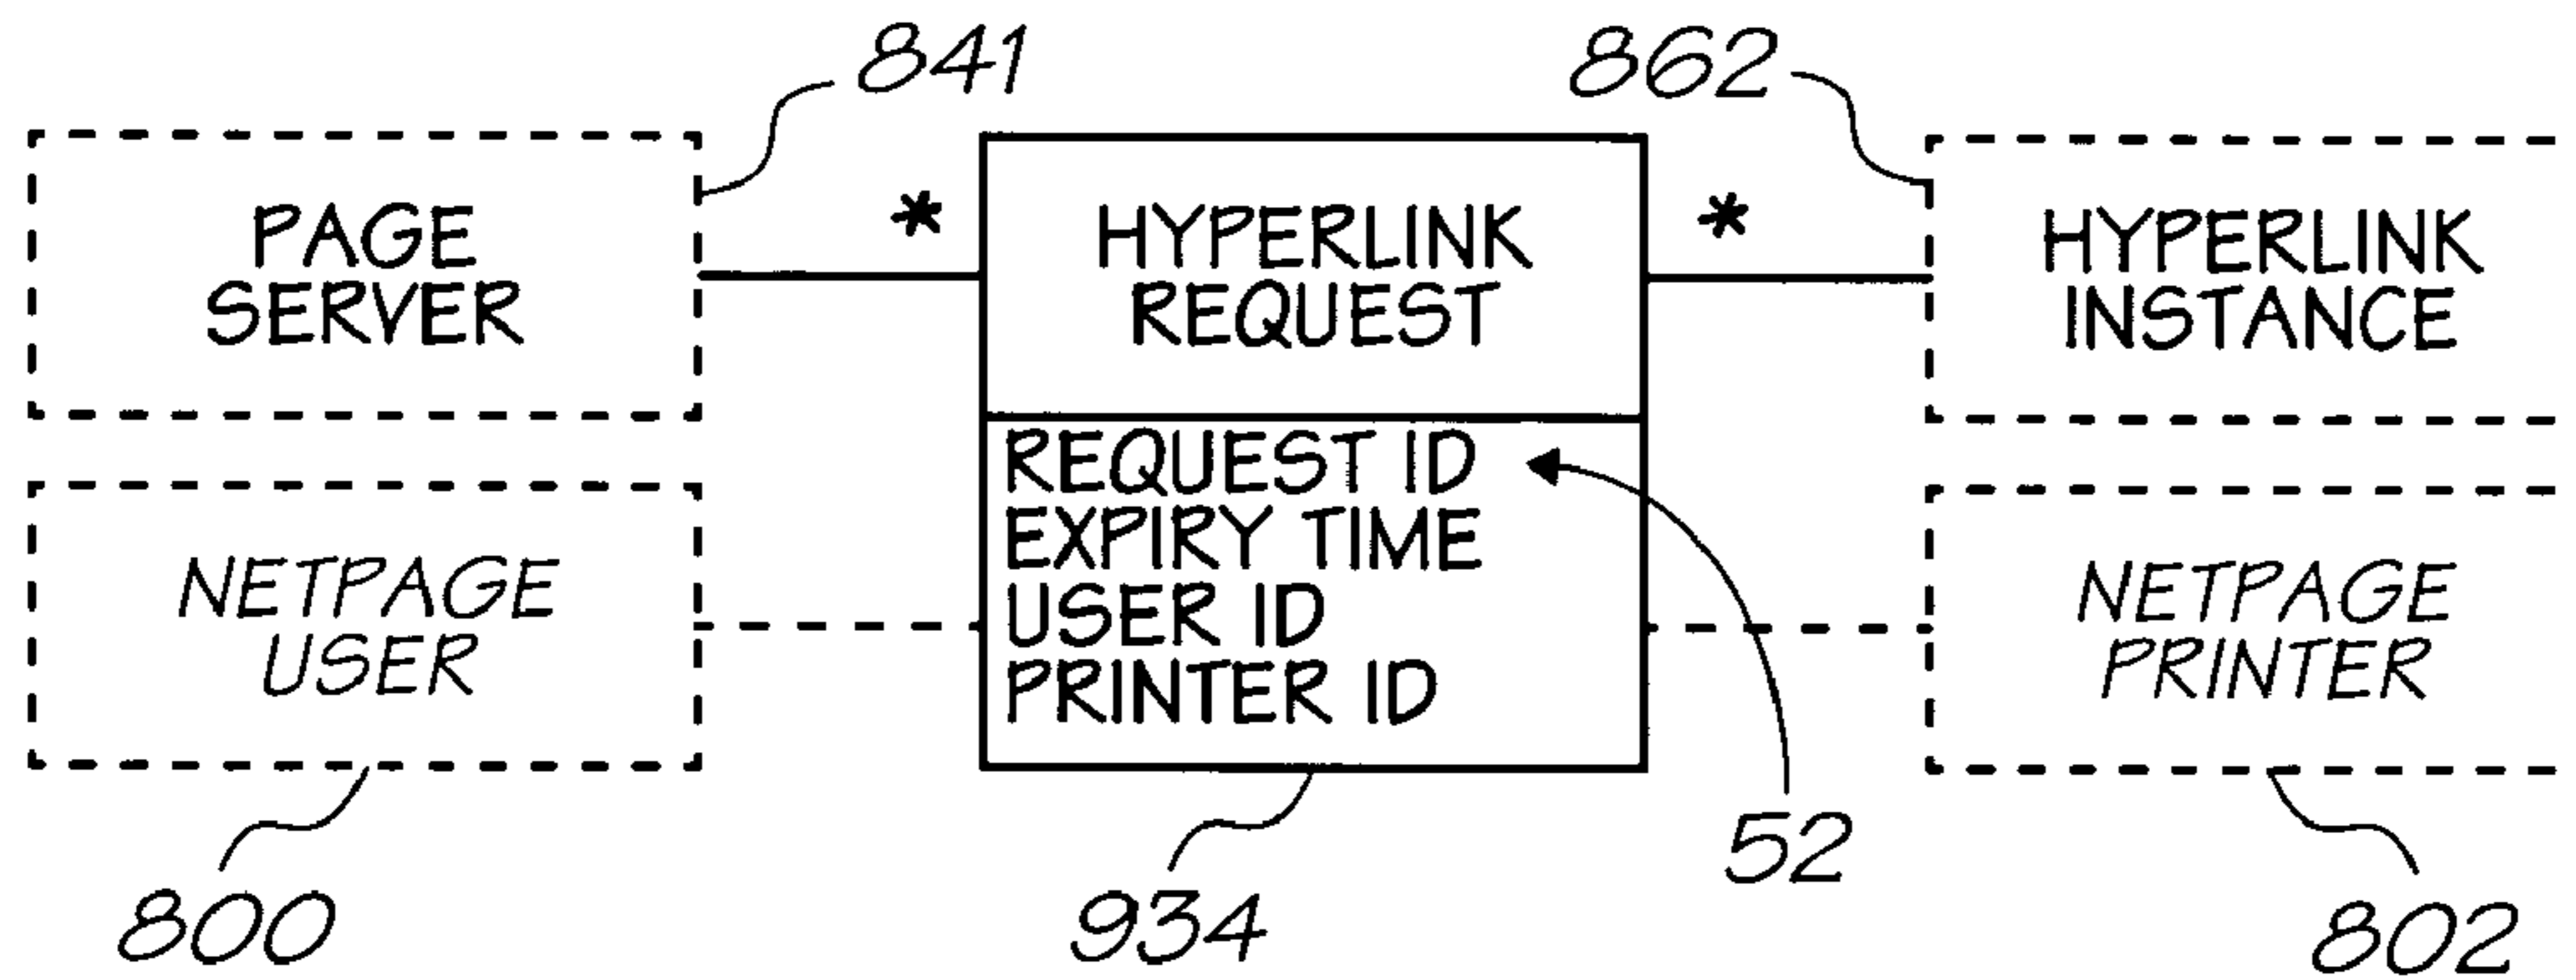 841
862
PAGE
SERVER
*
HYPERLINK
REQUEST
*
HYPERLINK
INSTANCE
REQUEST ID
EXPIRY TIME
USER ID
PRINTER ID
NETPAGE
USER
NETPAGE
PRINTER
52
800
934
802